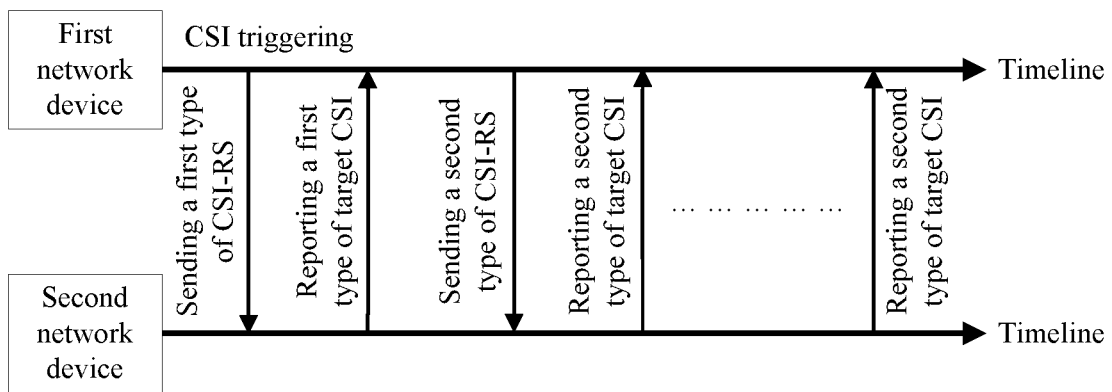 First
network
device
CSI triggering
Timeline
Sending a first type
of CSI-RS
Reporting a first
type of target CSI
Sending a second
type of CSI-RS
Reporting a second
type of target CSI
... ... ... ... ...
Reporting a second
type of target CSI
Second
network
device
Timeline